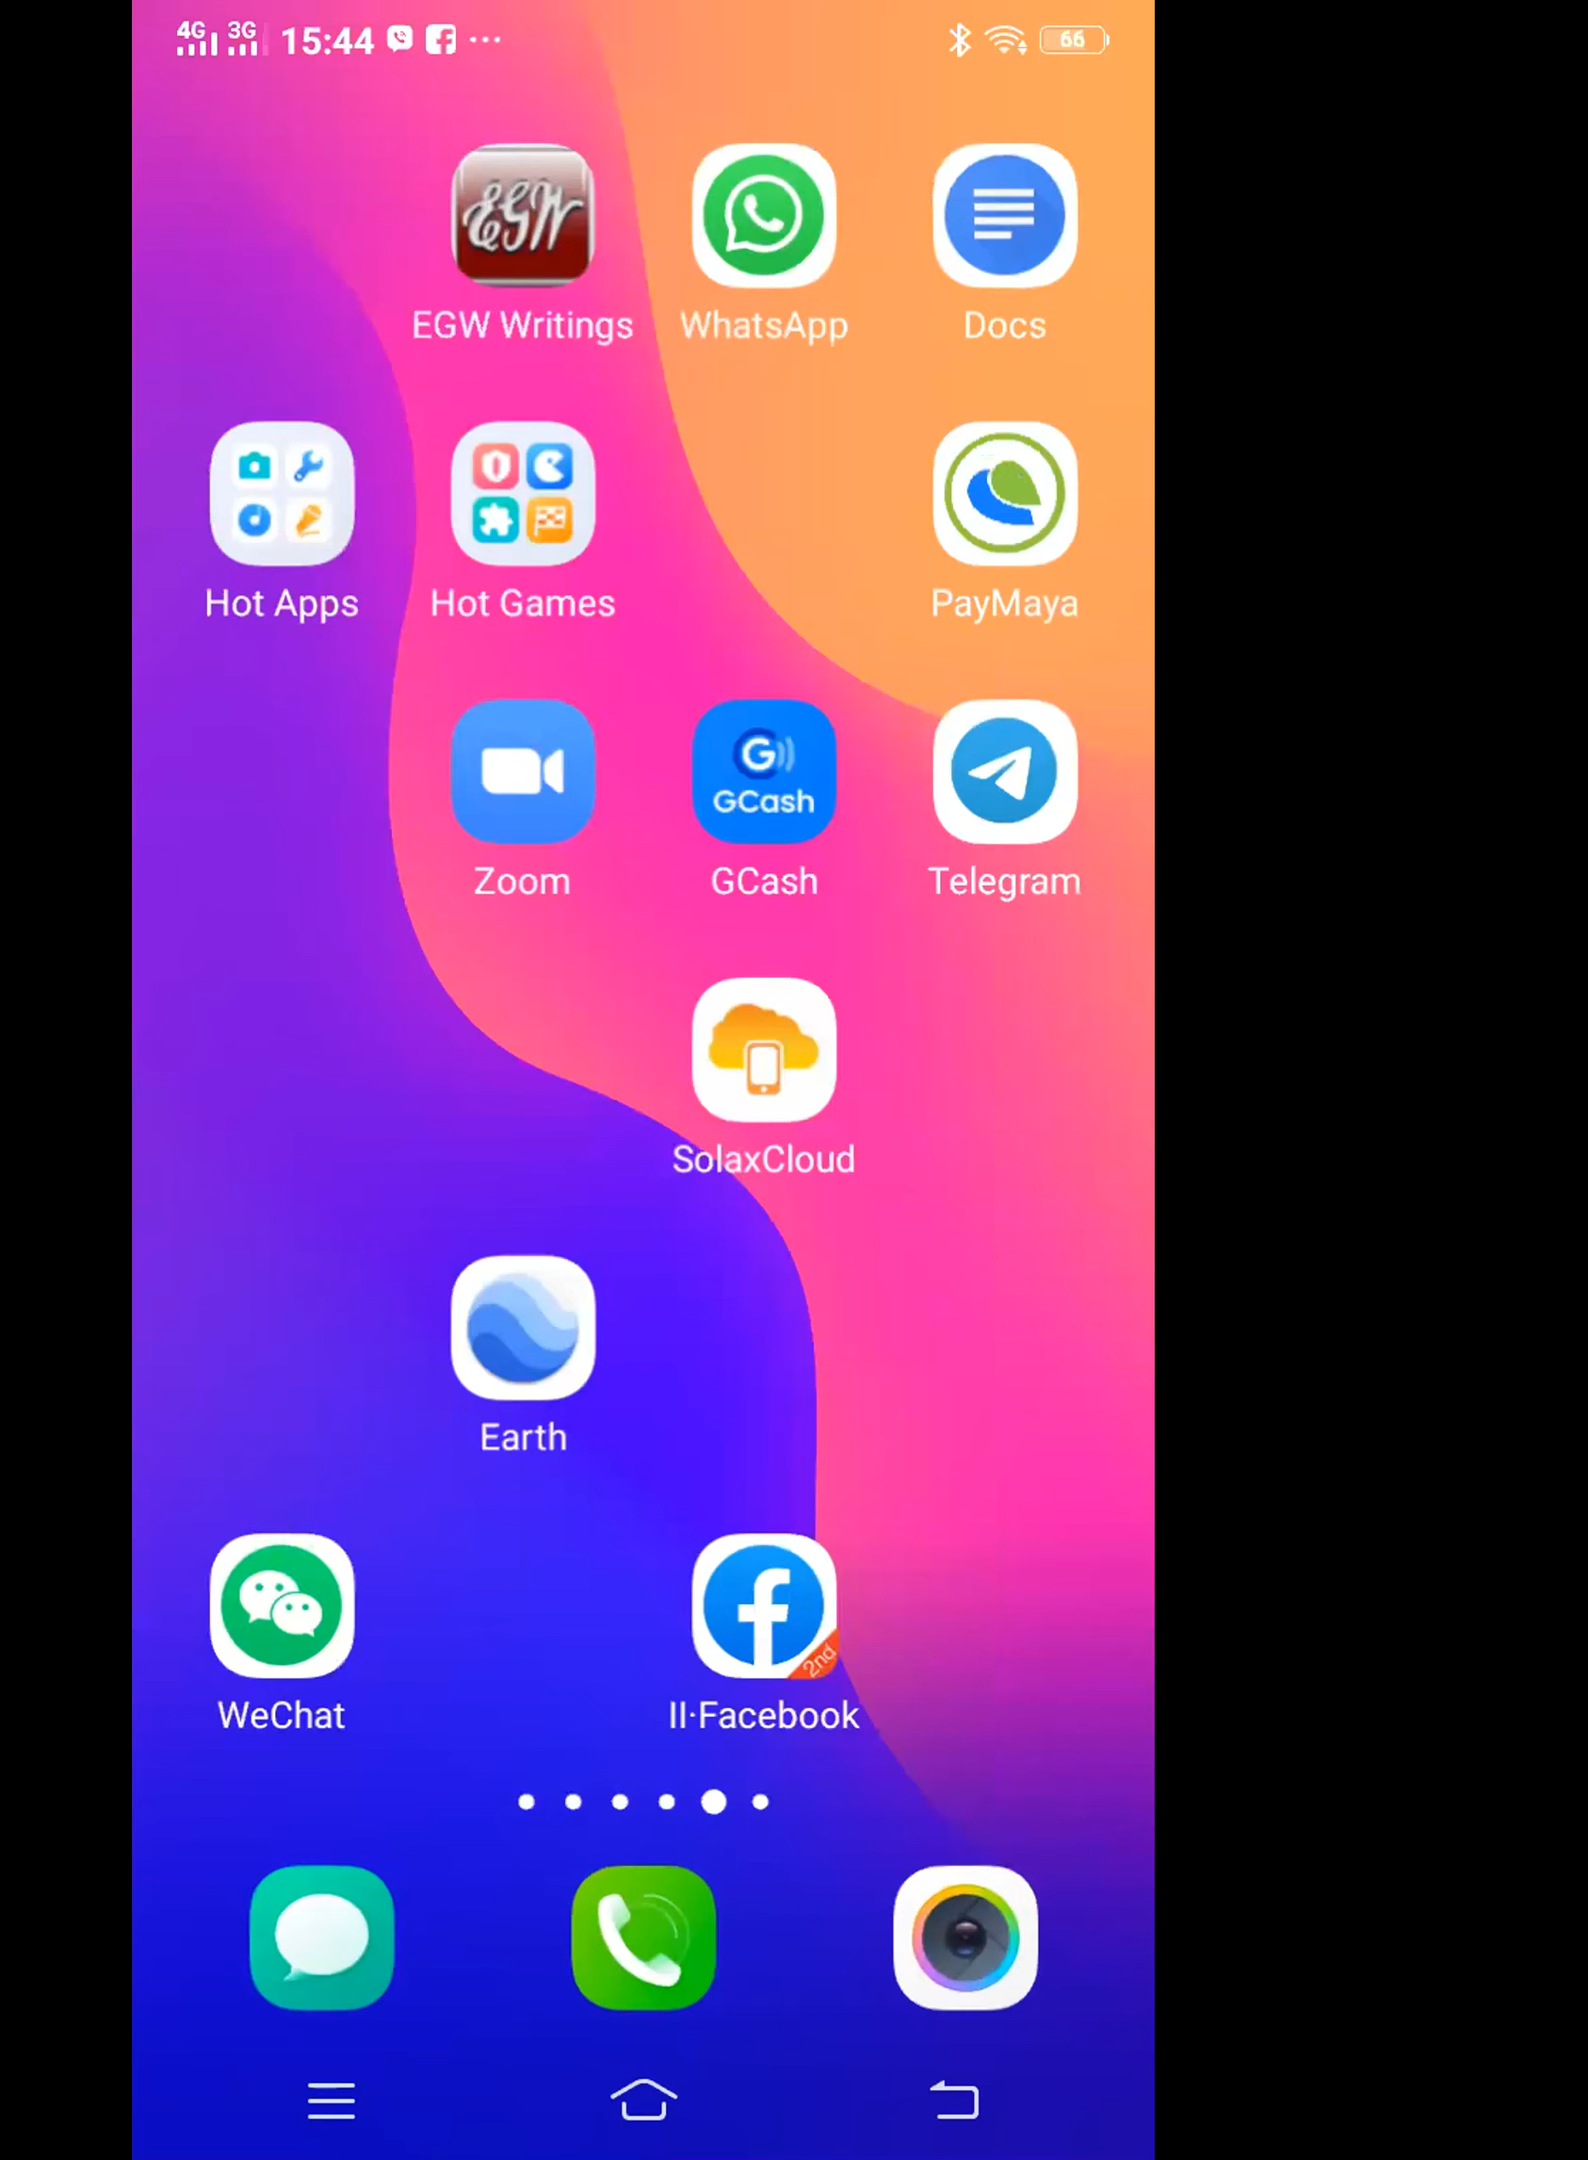 4G 3G 15:44 66
EGW
EGW Writings WhatsApp Docs
Hot Apps Hot Games PayMaya
G
GCash
Zoom GCash Telegram
SolaxCloud
Earth
2nd
WeChat II·Facebook